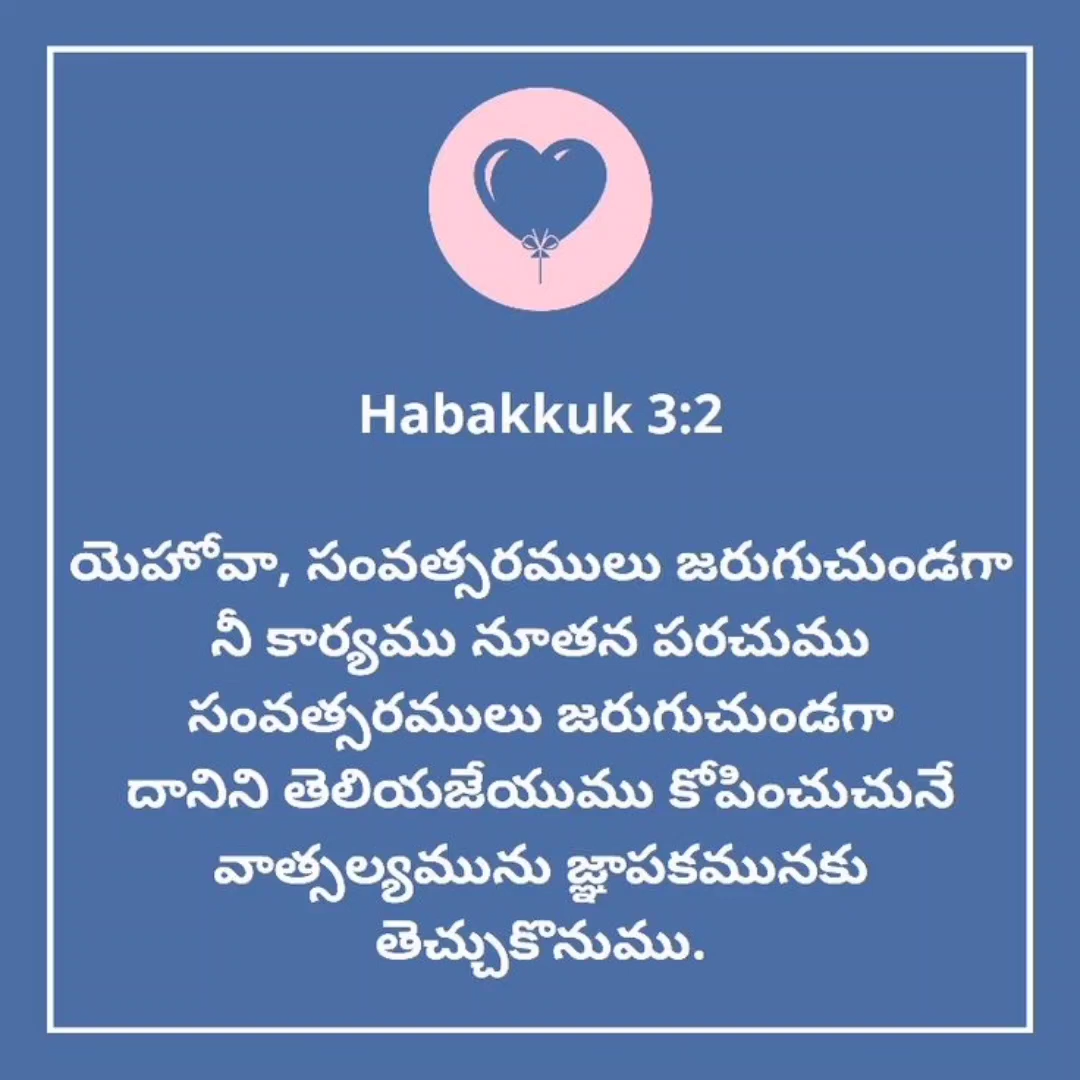 Habakkuk 3:2
యెహోవా, సంవత్సరములు జరుగుచుండగా
నీ కార్యము నూతన పరచుము
సంవత్సరములు జరుగుచుండగా
దానిని తెలియజేయుము కోపించుచునే
వాత్సల్యమును జ్ఞాపకమునకు
తెచ్చుకొనుము.